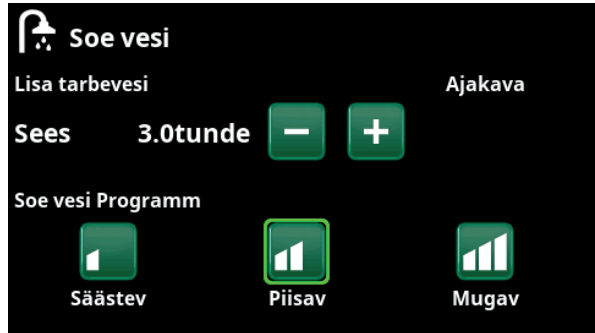 Soe vesi
Lisa tarbevesi Ajakava
Sees 3.0tunde
Soe vesi Programm
Säästev Piisav Mugav